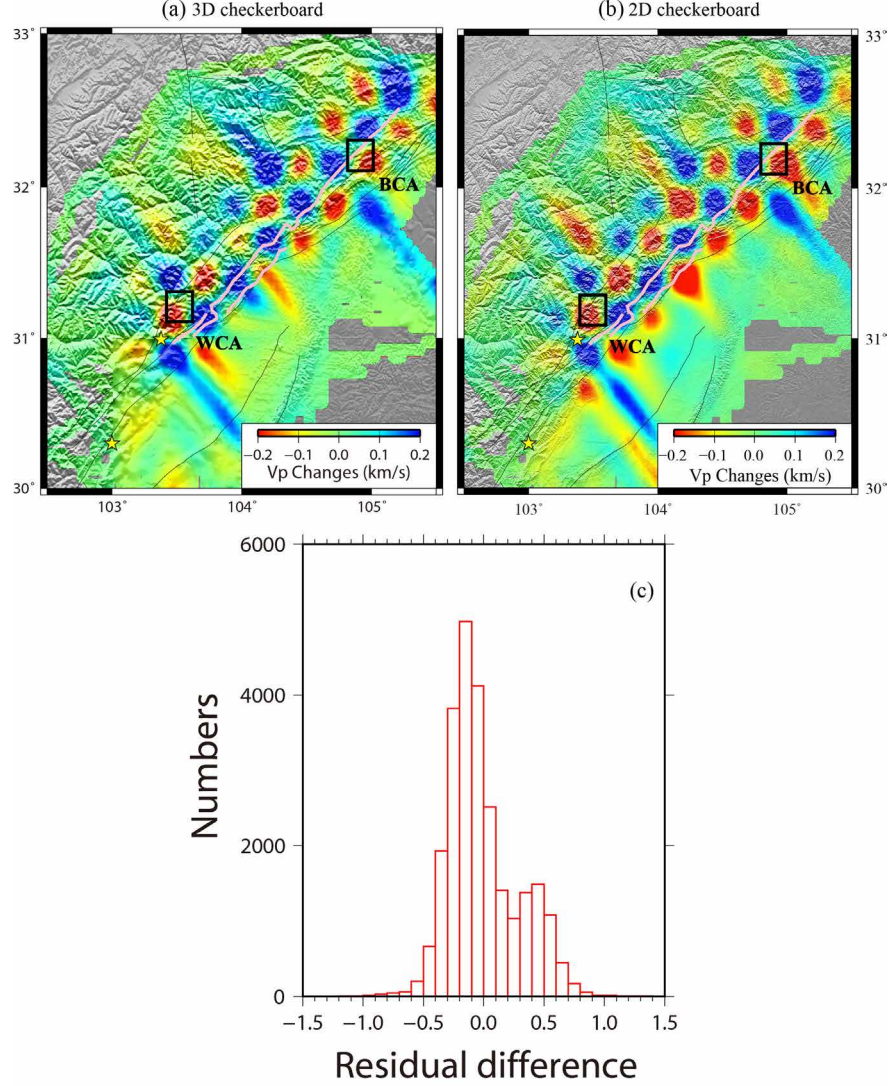 (a) 3D checkerboard
(b) 2D checkerboard
33°
32°
31°
30°
103°
104°
105°
BCA
WCA
−0.2 −0.1 0.0 0.1 0.2
Vp Changes (km/s)
33°
32°
31°
30°
103°
104°
105°
BCA
WCA
−0.2 −0.1 0.0 0.1 0.2
Vp Changes (km/s)
(c)
6000
4000
2000
0
Numbers
−1.5 −1.0 −0.5 0.0 0.5 1.0 1.5
Residual difference